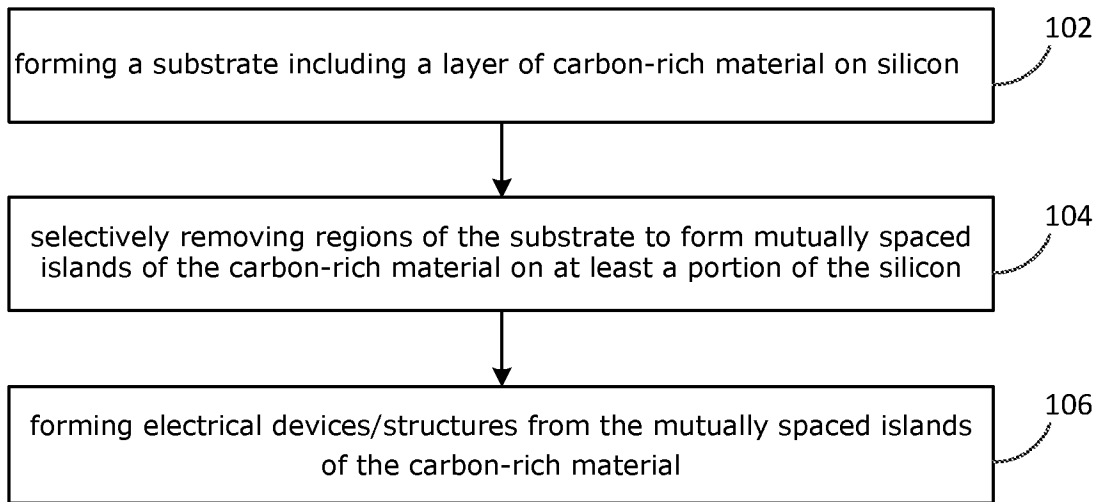 102
forming a substrate including a layer of carbon-rich material on silicon
104
selectively removing regions of the substrate to form mutually spaced
islands of the carbon-rich material on at least a portion of the silicon
106
forming electrical devices/structures from the mutually spaced islands
of the carbon-rich material